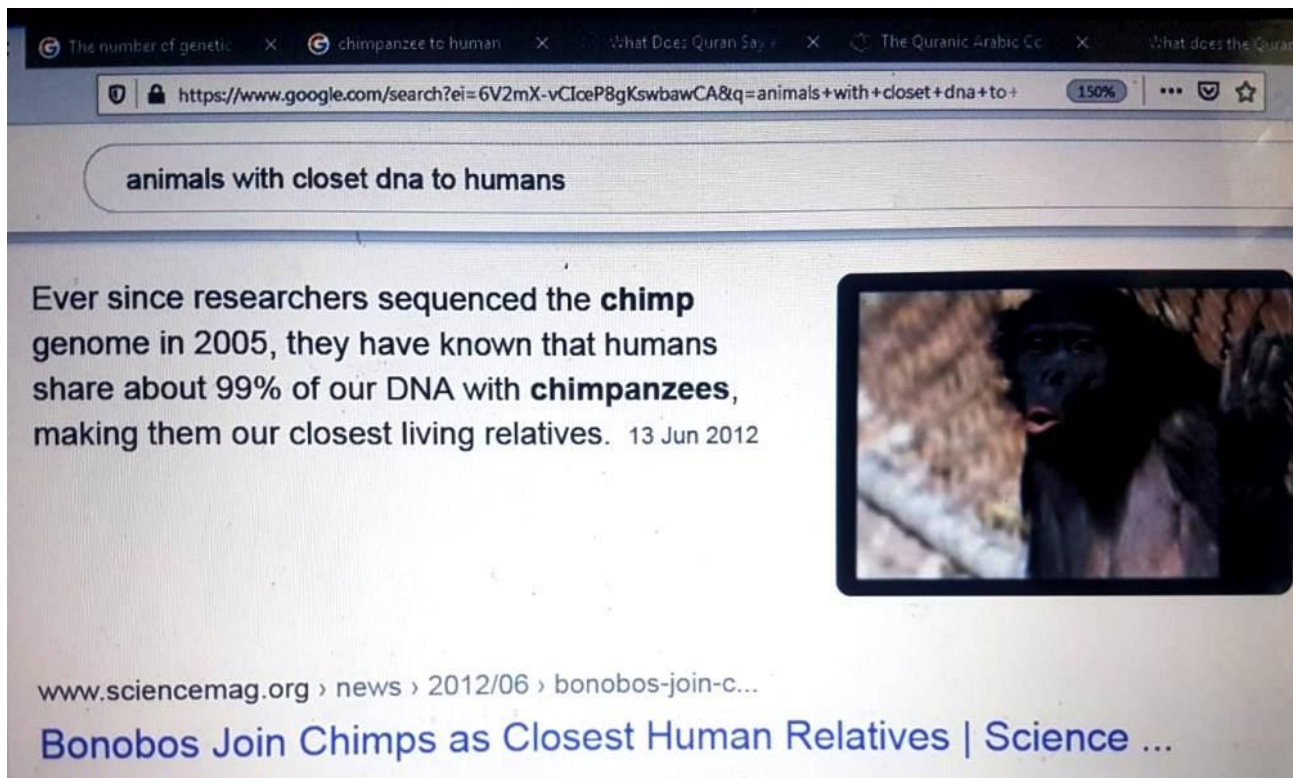 The number of genetic
chimpanzee to human
What Does Quran Say
The Quranic Arabic Co
What does the Quran
https://www.google.com/search?ei=6V2mX-vCIceP8gKswbawCA&q=animals+with+closet+dna+to+
150%
animals with closet dna to humans
Ever since researchers sequenced the chimp
genome in 2005, they have known that humans
share about 99% of our DNA with chimpanzees,
making them our closest living relatives. 13 Jun 2012
www.sciencemag.org › news › 2012/06 › bonobos-join-c...
Bonobos Join Chimps as Closest Human Relatives | Science ...